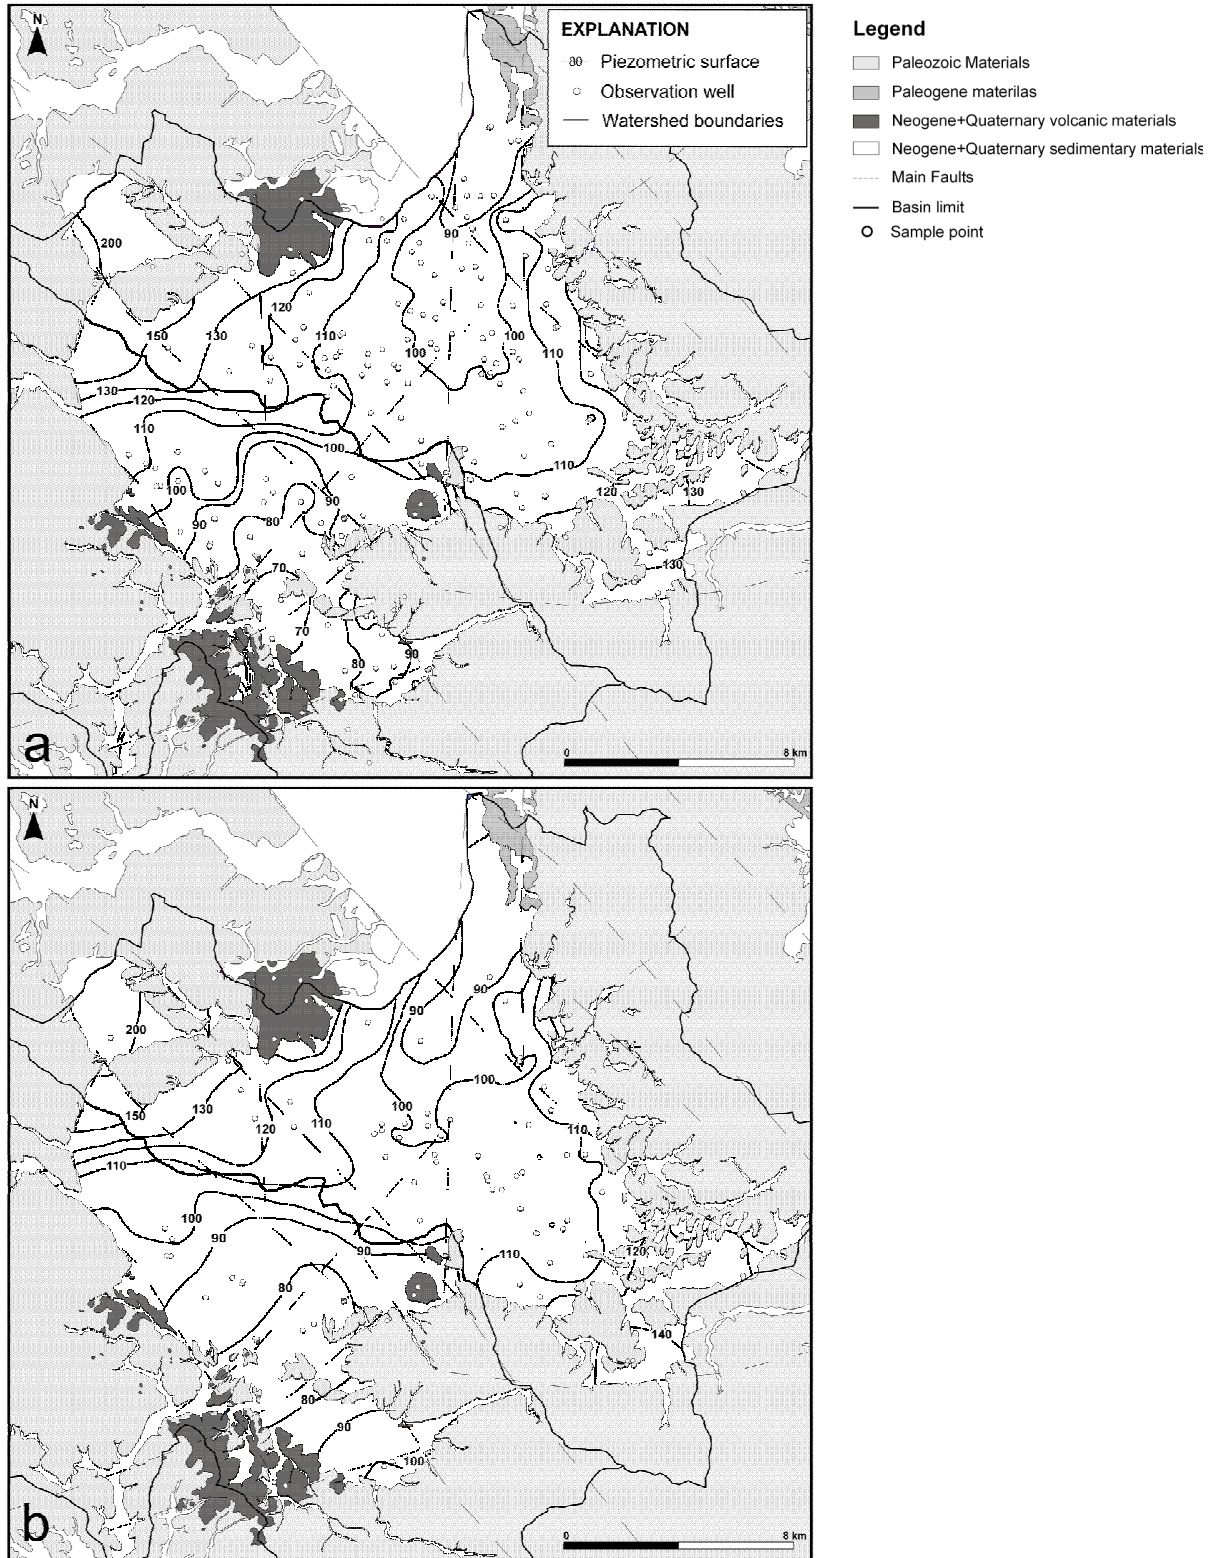 N
EXPLANATION
80 Piezometric surface
Observation well
Watershed boundaries
Legend
Paleozoic Materials
Paleogene materilas
Neogene+Quaternary volcanic materials
Neogene+Quaternary sedimentary materials
Main Faults
Basin limit
Sample point
90
200
120
150
130
110
100
100
110
130
120
110
100
110
100
90
120
130
90
80
70
130
70
80
90
a
0
8 km
N
90
90
200
100
150
130
100
120
110
110
110
100
90
90
110
120
80
140
80
90
100
b
0
8 km